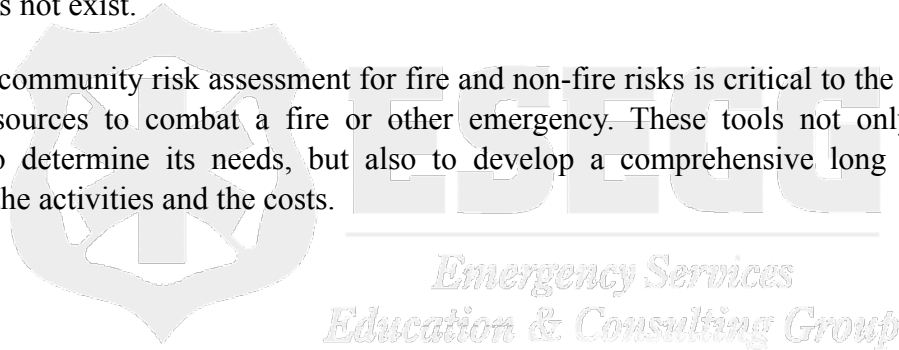 s not exist.
community risk assessment for fire and non-fire risks is critical to the
sources to combat a fire or other emergency. These tools not only
o determine its needs, but also to develop a comprehensive long
he activities and the costs.
ESECG
Emergency Services
Education & Consulting Group